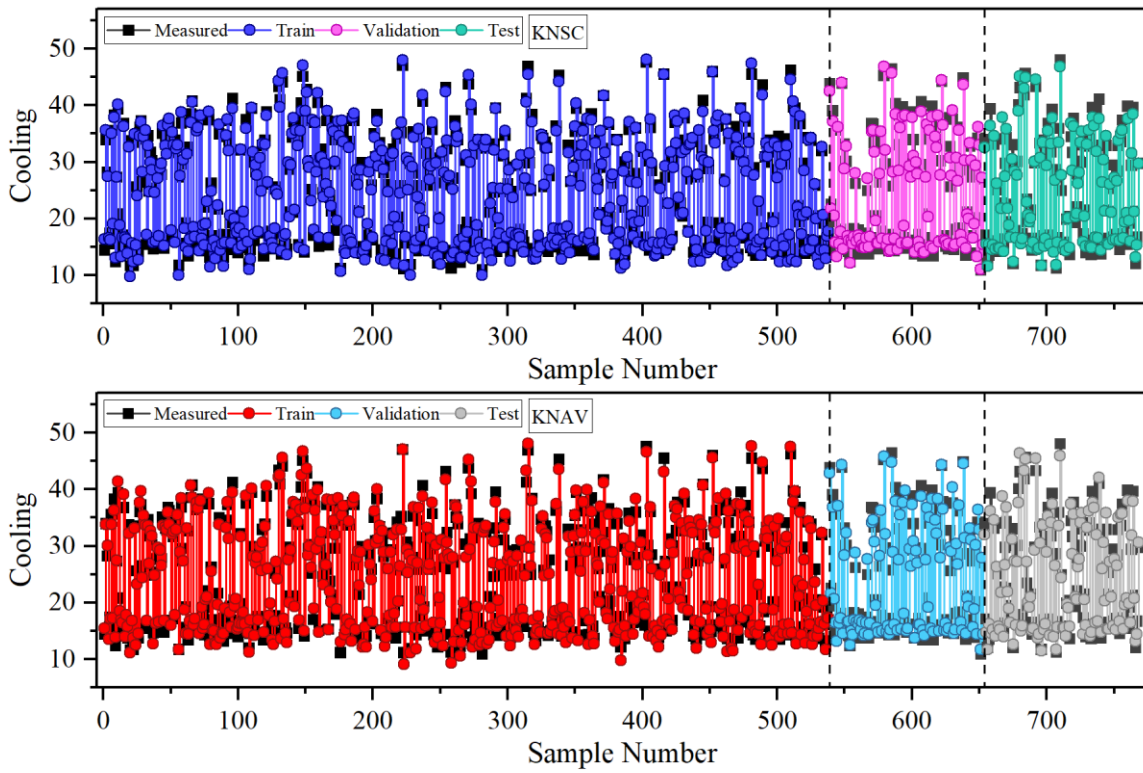 Measured Train Validation Test KNSC
50
40
30
20
10
Cooling
0 100 200 300 400 500 600 700
Sample Number
Measured Train Validation Test KNAV
50
40
30
20
10
Cooling
0 100 200 300 400 500 600 700
Sample Number